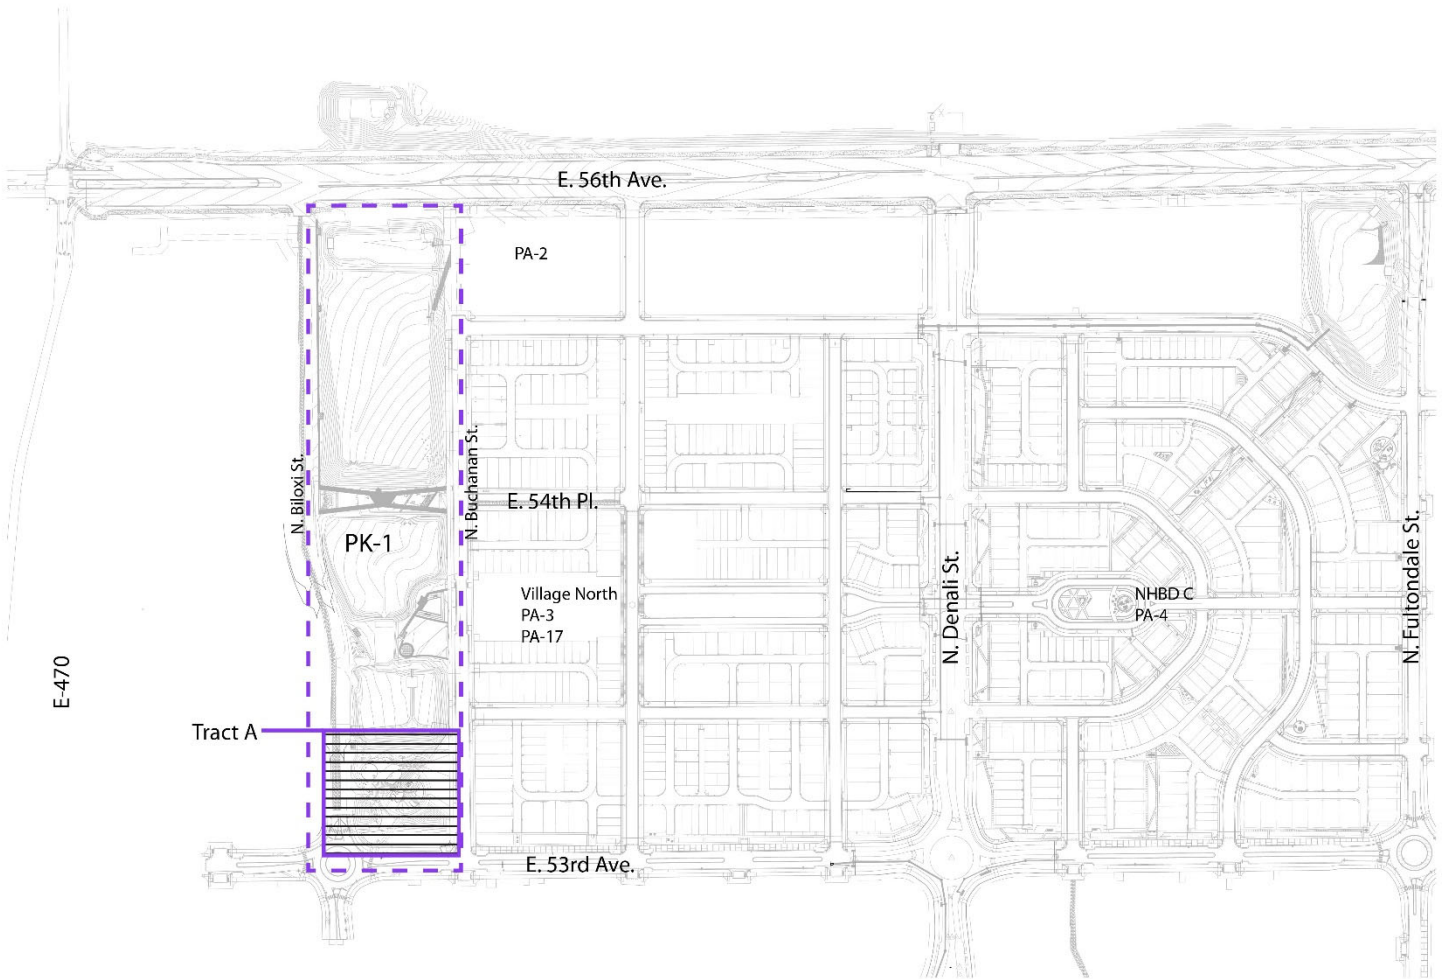 E. 56th Ave.
PA-2
N. Biloxi St.
N. Buchanan St.
E. 54th Pl.
PK-1
Village North
PA-3
PA-17
N. Denali St.
NHBD C
PA-4
N. Fultondale St.
E-470
Tract A
E. 53rd Ave.